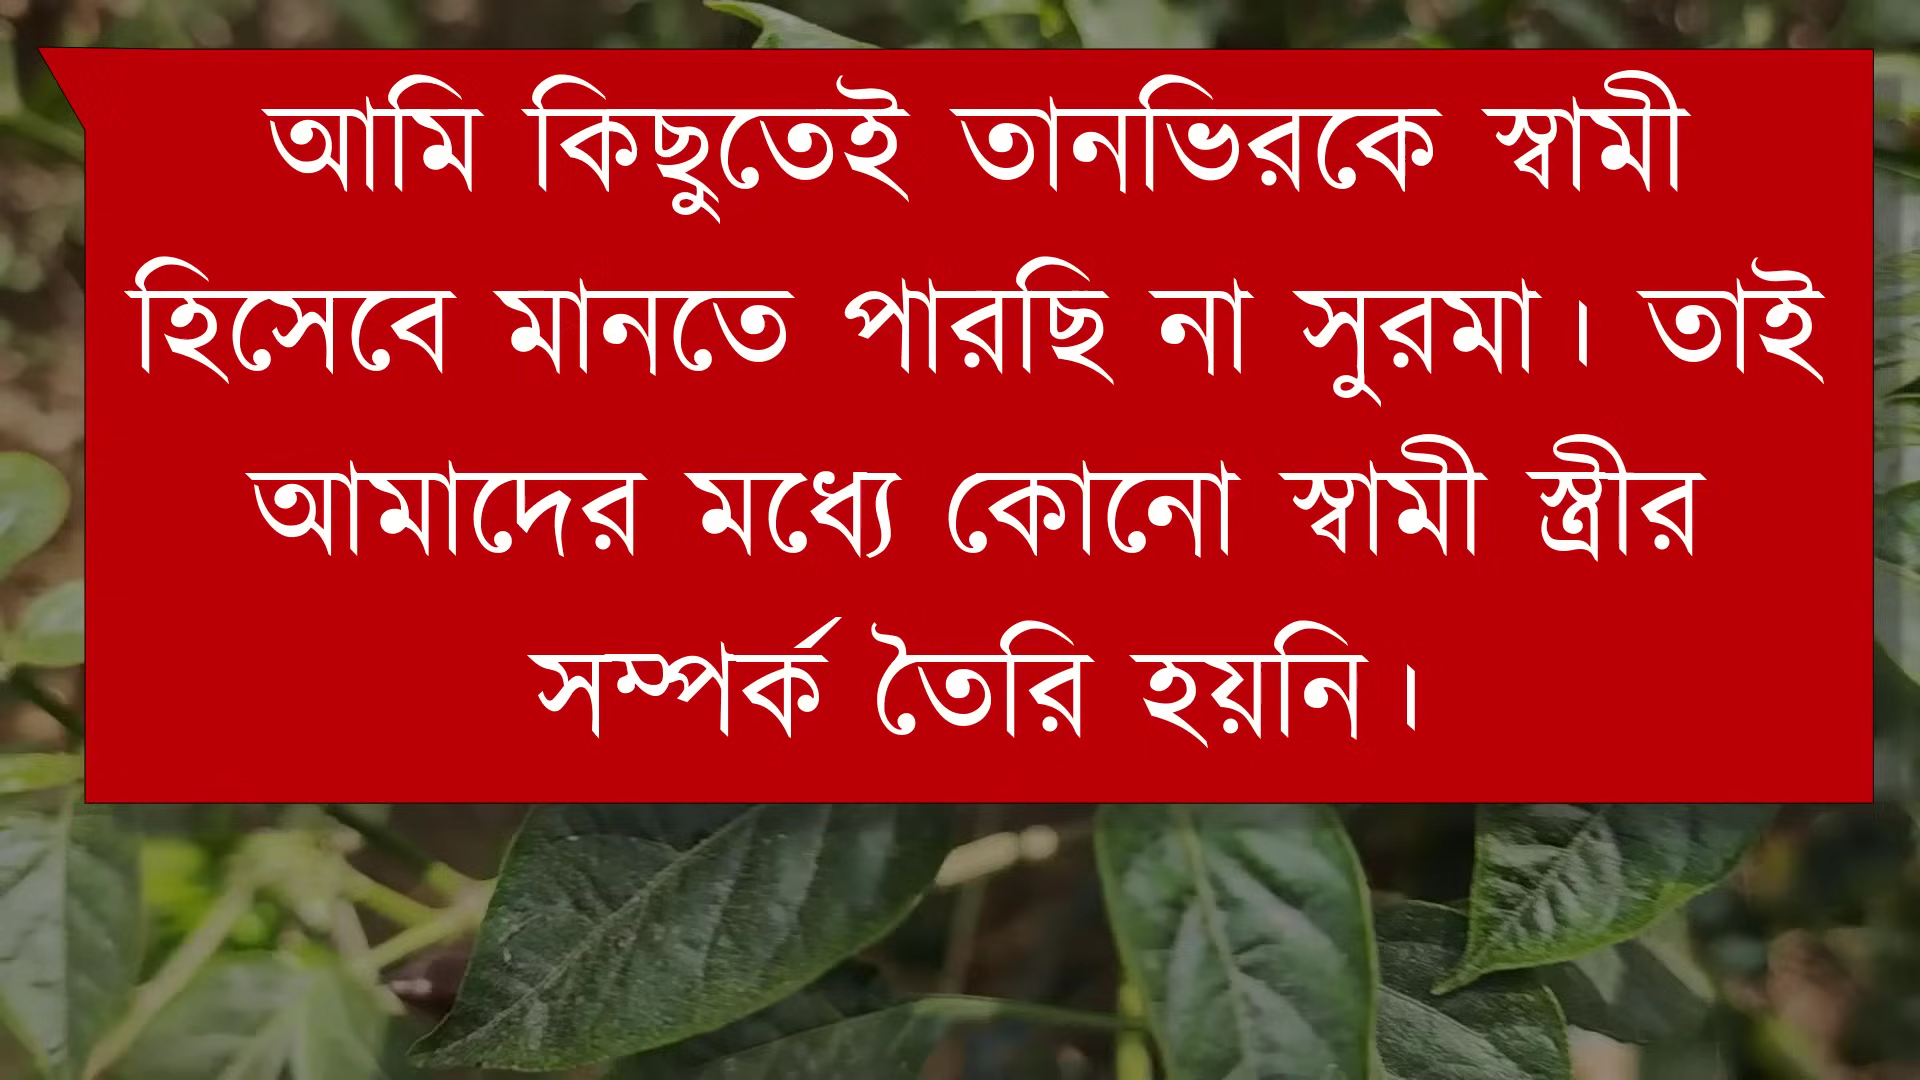 আমি কিছুতেই তানভিরকে স্বামী
হিসেবে মানতে পারছি না সুরমা। তাই
আমাদের মধ্যে কোনো স্বামী স্ত্রীর
সম্পর্ক তৈরি হয়নি।